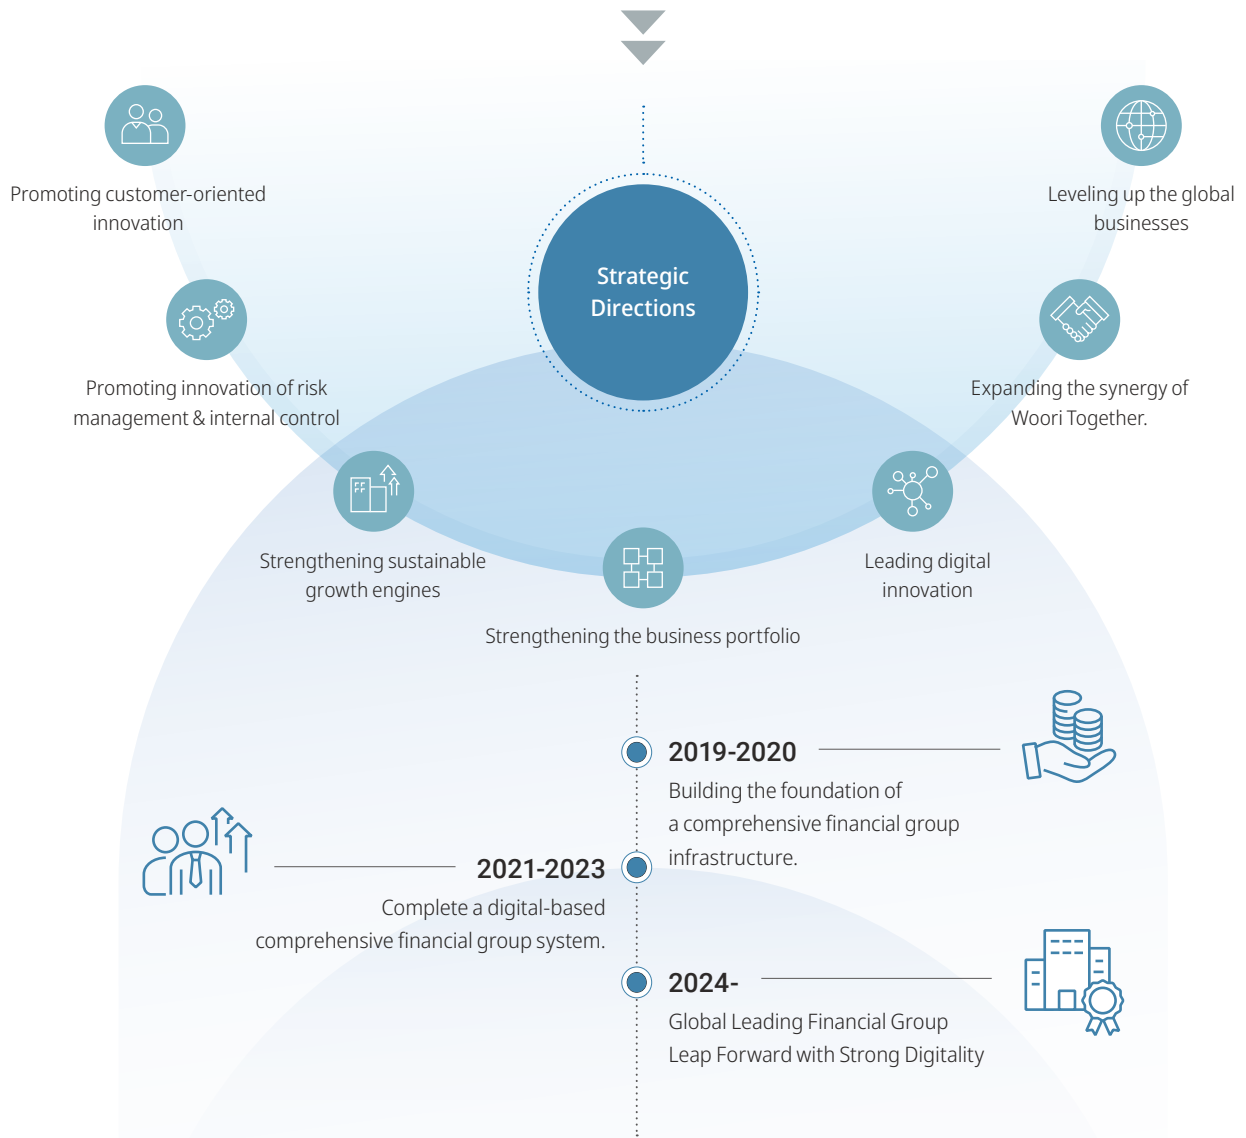 Promoting customer-oriented
innovation
Leveling up the global
businesses
Strategic
Directions
Promoting innovation of risk
management & internal control
Expanding the synergy of
Woori Together.
Strengthening sustainable
growth engines
Leading digital
innovation
Strengthening the business portfolio
2019-2020
Building the foundation of
a comprehensive financial group
infrastructure.
2021-2023
Complete a digital-based
comprehensive financial group system.
2024-
Global Leading Financial Group
Leap Forward with Strong Digitality